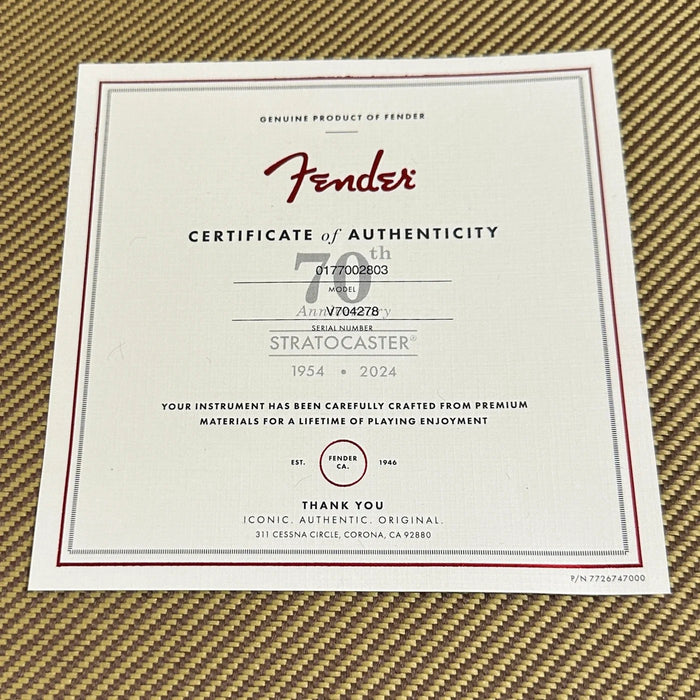 GENUINE PRODUCT OF FENDER
Fender
CERTIFICATE of AUTHENTICITY
70th
0177002803
MODEL
Anniversary
V704278
SERIAL NUMBER
STRATOCASTER®
1954 • 2024
YOUR INSTRUMENT HAS BEEN CAREFULLY CRAFTED FROM PREMIUM
MATERIALS FOR A LIFETIME OF PLAYING ENJOYMENT
EST. FENDER CA. 1946
THANK YOU
ICONIC. AUTHENTIC. ORIGINAL.
311 CESSNA CIRCLE, CORONA, CA 92880
P/N 7726747000